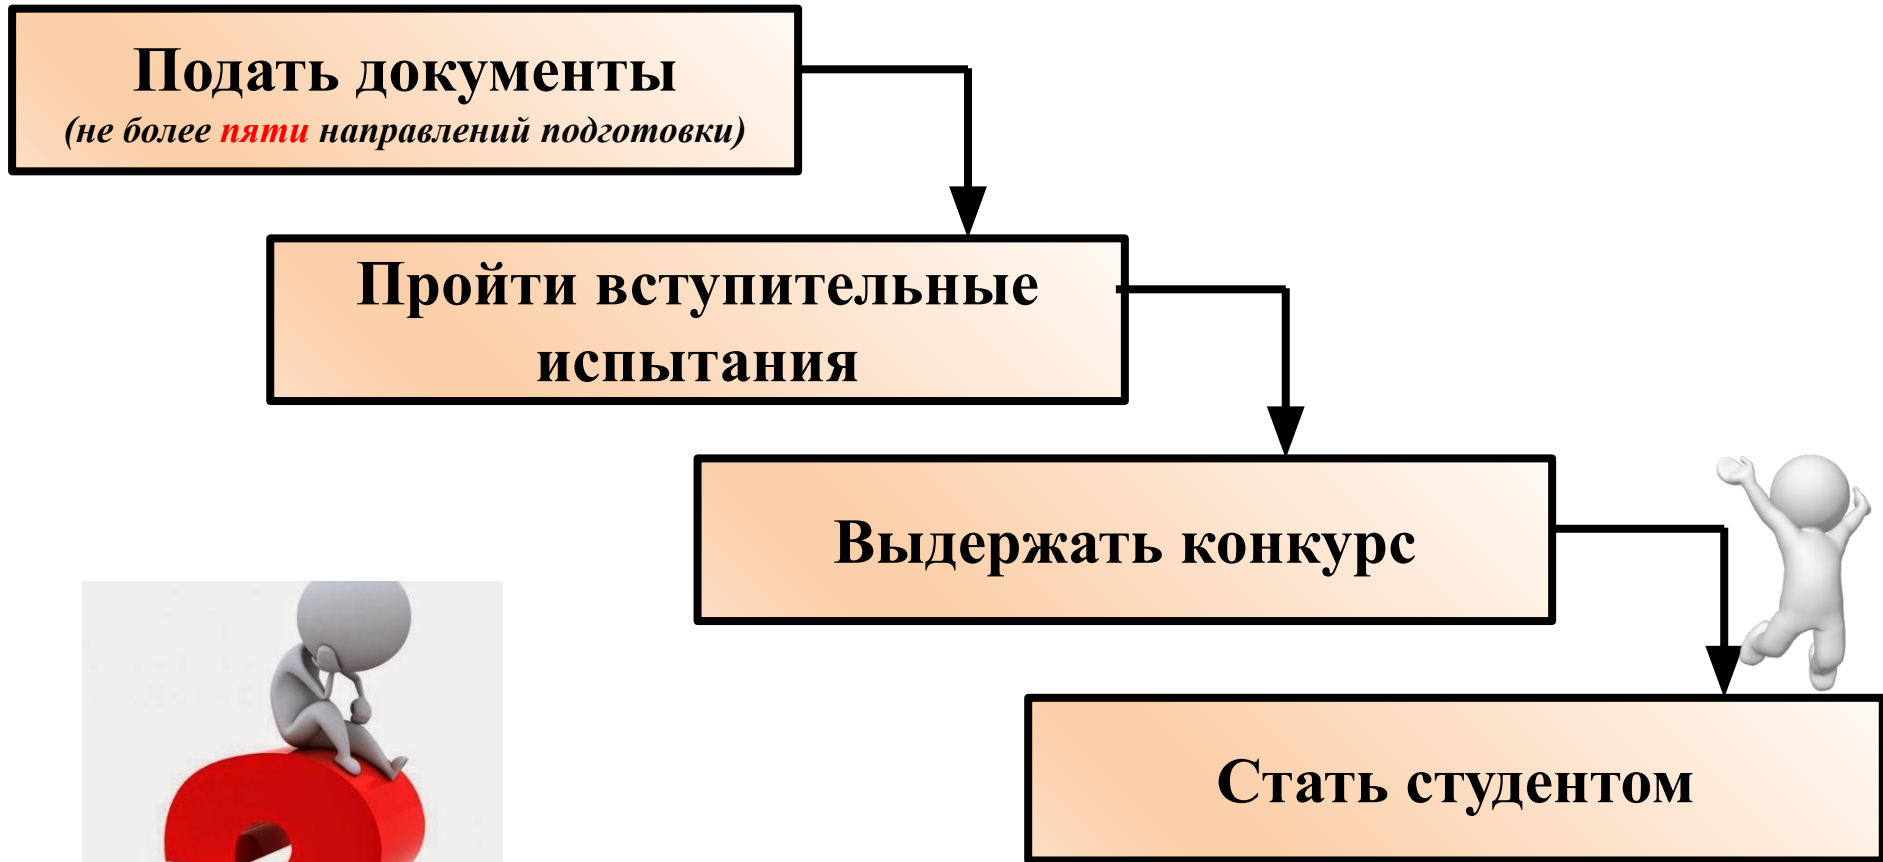 Подать документы
(не более пяти направлений подготовки)
Пройти вступительные
испытания
Выдержать конкурс
Стать студентом